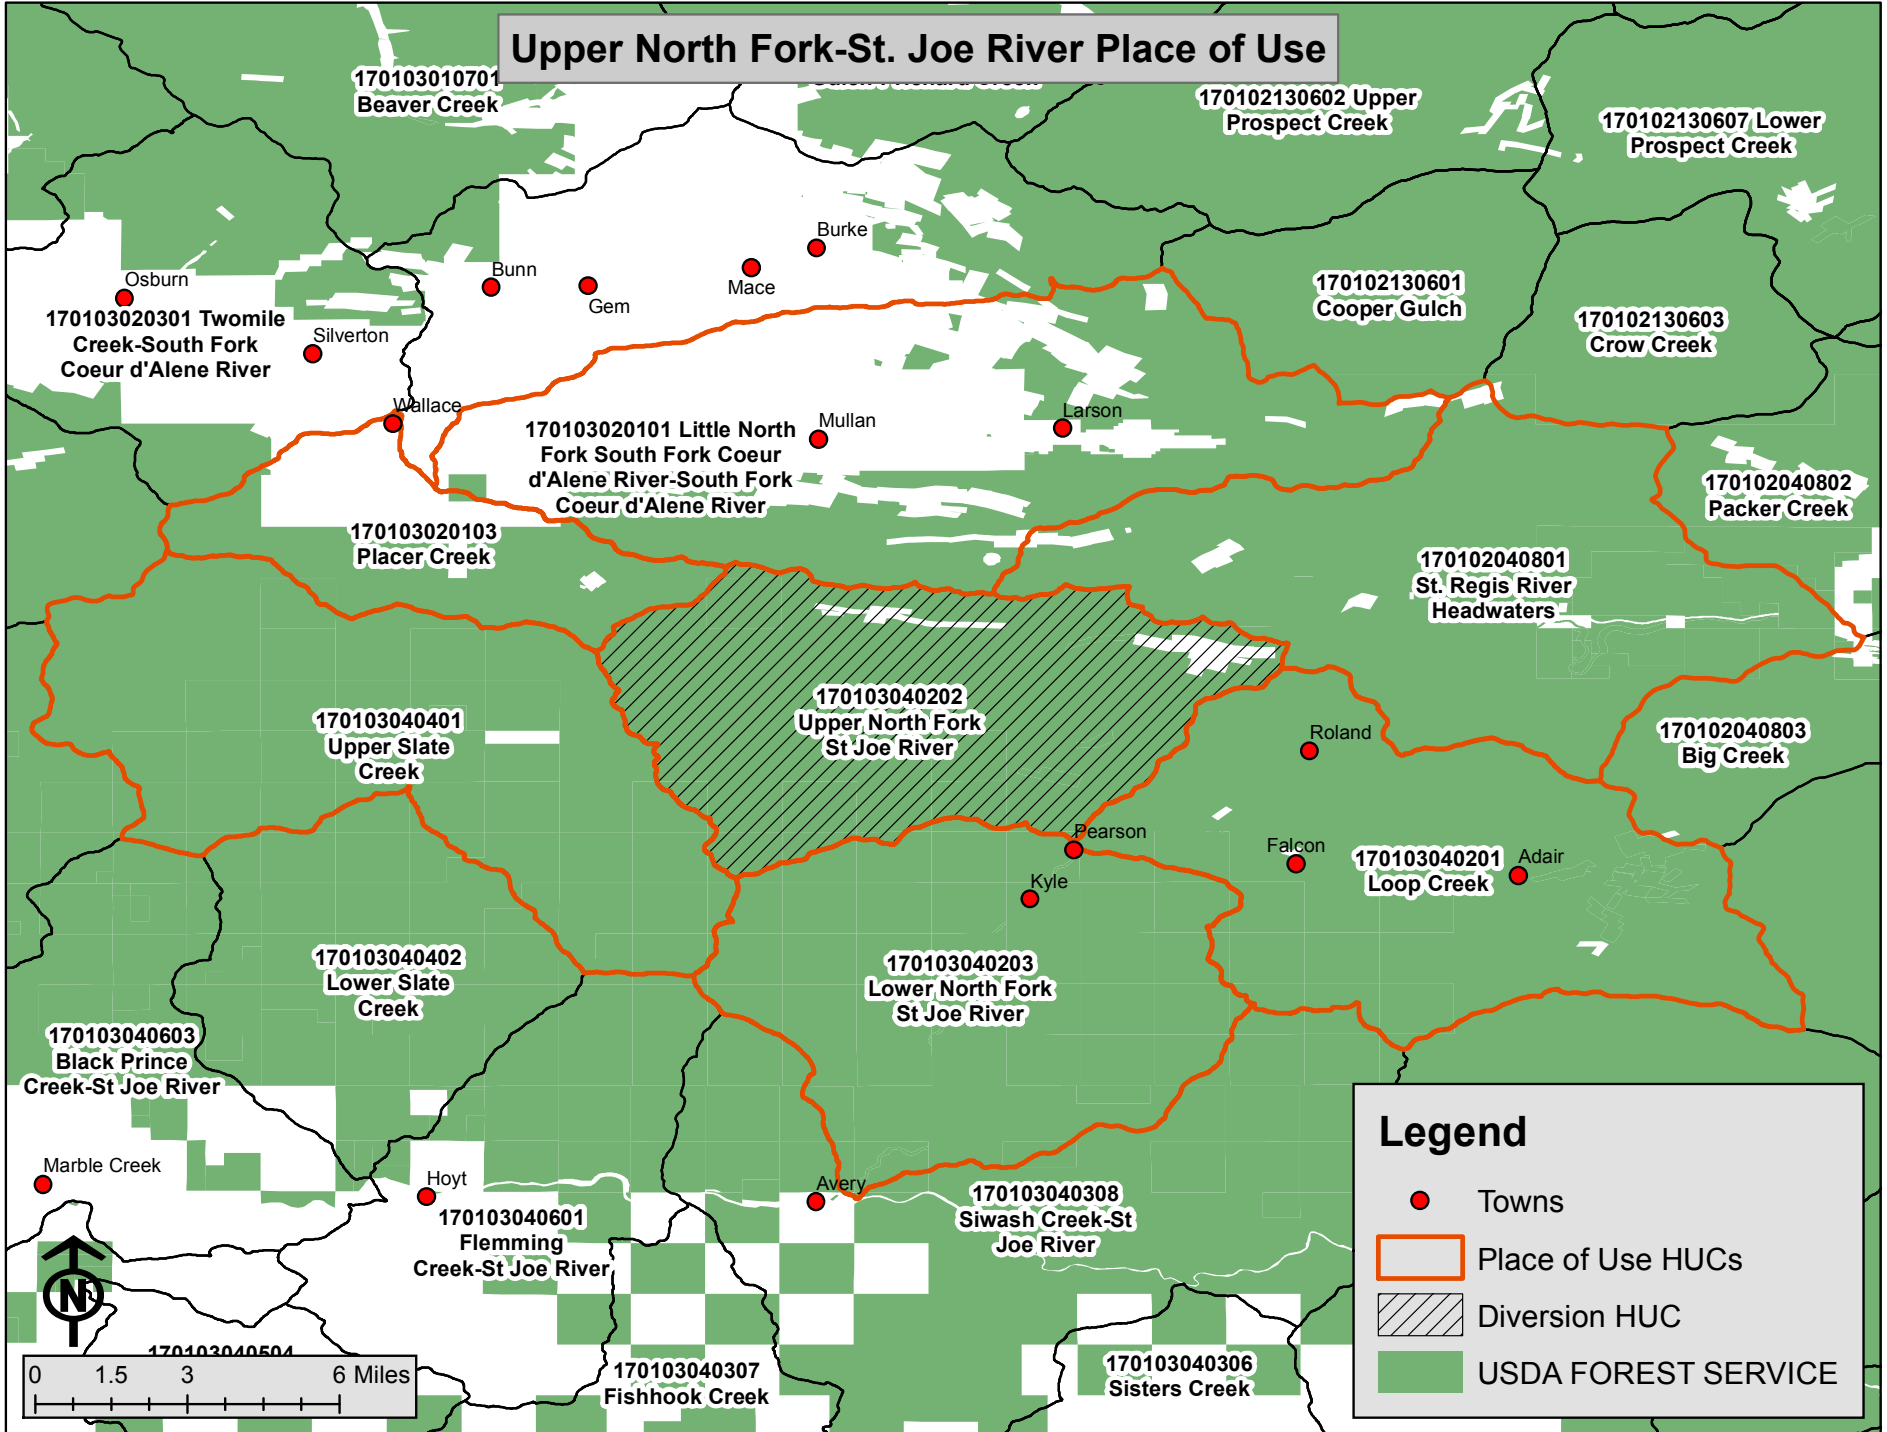 Upper North Fork-St. Joe River Place of Use
170103010701
Beaver Creek
170102130602 Upper
Prospect Creek
170102130607 Lower
Prospect Creek
Burke
Mace
Bunn
Gem
Osburn
170103020301 Twomile
Creek-South Fork
Coeur d'Alene River
Silverton
Wallace
170102130601
Cooper Gulch
170102130603
Crow Creek
Mullan
Larson
170103020101 Little North
Fork South Fork Coeur
d'Alene River-South Fork
Coeur d'Alene River
170102040802
Packer Creek
170103020103
Placer Creek
170102040801
St. Regis River
Headwaters
170103040401
Upper Slate
Creek
170103040202
Upper North Fork
St Joe River
Roland
170102040803
Big Creek
Pearson
Falcon
170103040201
Loop Creek
Adair
Kyle
170103040402
Lower Slate
Creek
170103040203
Lower North Fork
St Joe River
170103040603
Black Prince
Creek-St Joe River
Marble Creek
Hoyt
Avery
170103040601
Flemming
Creek-St Joe River
170103040308
Siwash Creek-St
Joe River
170103040504
170103040307
Fishhook Creek
170103040306
Sisters Creek
N
0 1.5 3 6 Miles
Legend
Towns
Place of Use HUCs
Diversion HUC
USDA FOREST SERVICE